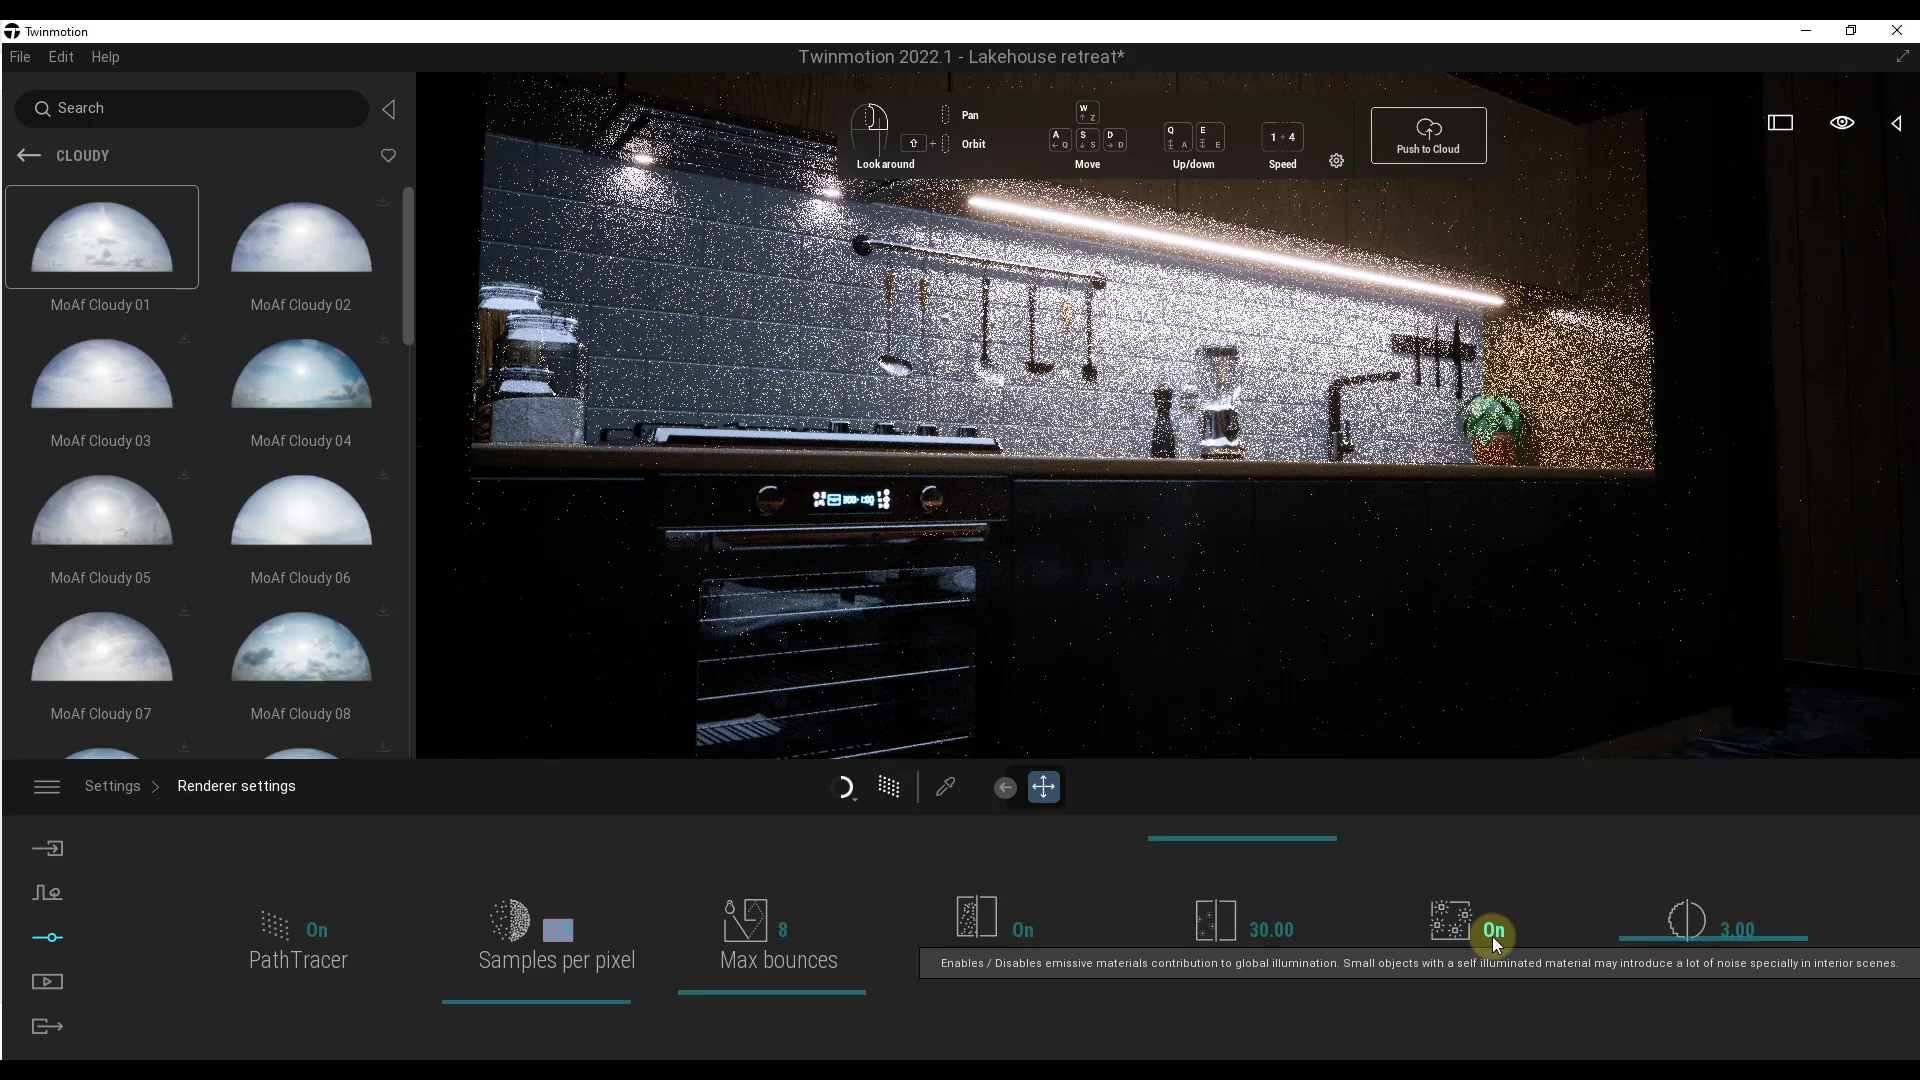 Twinmotion
File Edit Help
Twinmotion 2022.1 - Lakehouse retreat*
Search
CLOUDY
MoAf Cloudy 01
MoAf Cloudy 02
MoAf Cloudy 03
MoAf Cloudy 04
MoAf Cloudy 05
MoAf Cloudy 06
MoAf Cloudy 07
MoAf Cloudy 08
Pan
+ Orbit
Look around
W
Z
A S D
Q S D
Move
Q E
A E
Up/down
1 4
Speed
Push to Cloud
Settings > Renderer settings
On
PathTracer
Samples per pixel
8
Max bounces
On
30.00
On
3.00
Enables / Disables emissive materials contribution to global illumination. Small objects with a self illuminated material may introduce a lot of noise specially in interior scenes.